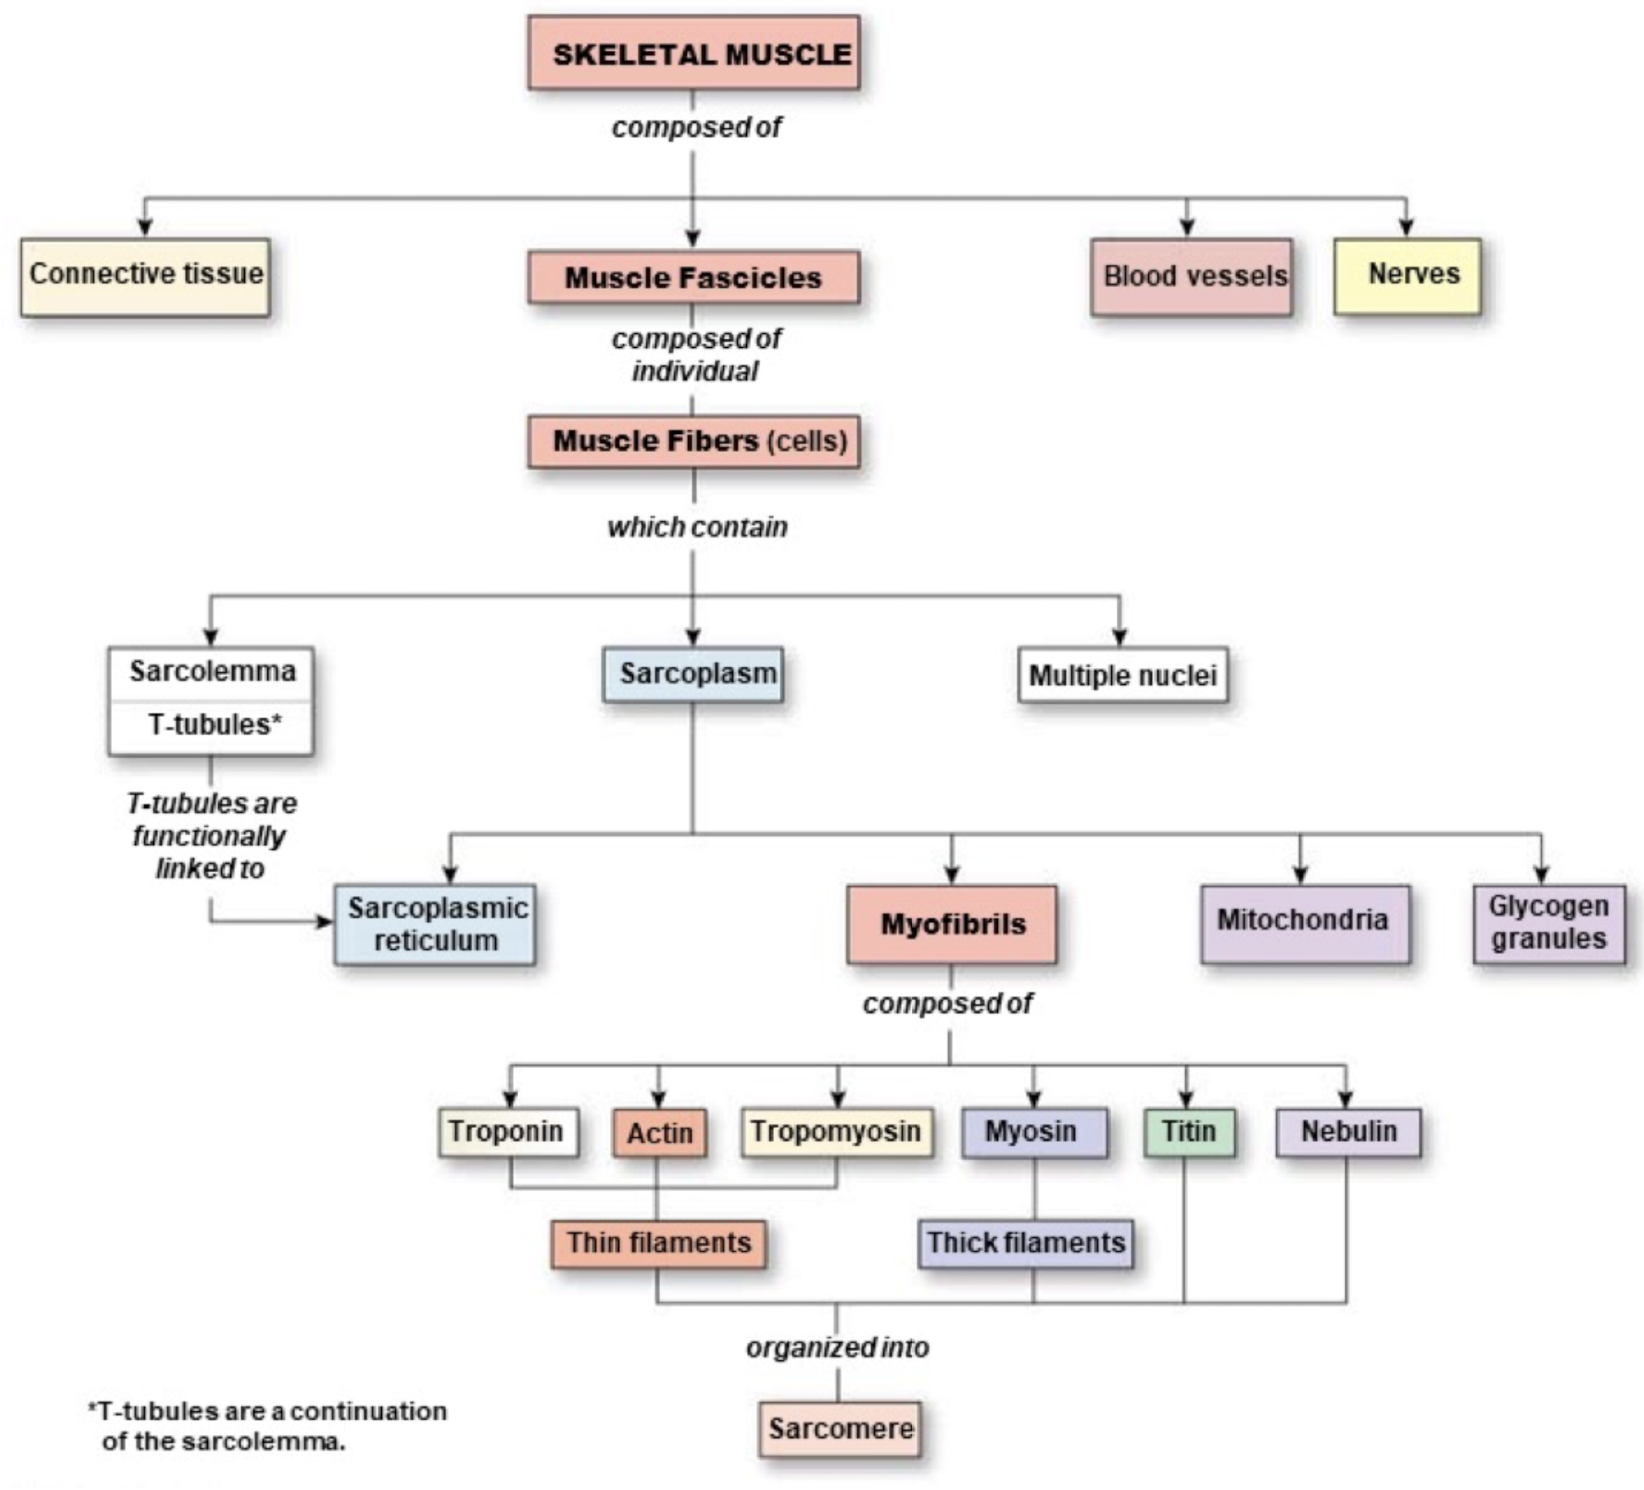 SKELETAL MUSCLE
composed of
Connective tissue
Muscle Fascicles
Blood vessels
Nerves
composed of
individual
Muscle Fibers (cells)
which contain
Sarcolemma
T-tubules*
Sarcoplasm
Multiple nuclei
T-tubules are
functionally
linked to
Sarcoplasmic
reticulum
Myofibrils
Mitochondria
Glycogen
granules
composed of
Troponin
Actin
Tropomyosin
Myosin
Titin
Nebulin
Thin filaments
Thick filaments
organized into
Sarcomere
*T-tubules are a continuation
of the sarcolemma.